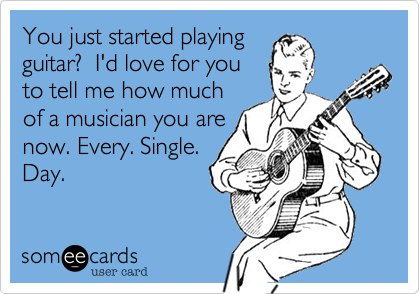 You just started playing
guitar?  I'd love for you
to tell me how much
of a musician you are
now. Every. Single.
Day.
someecards
user card